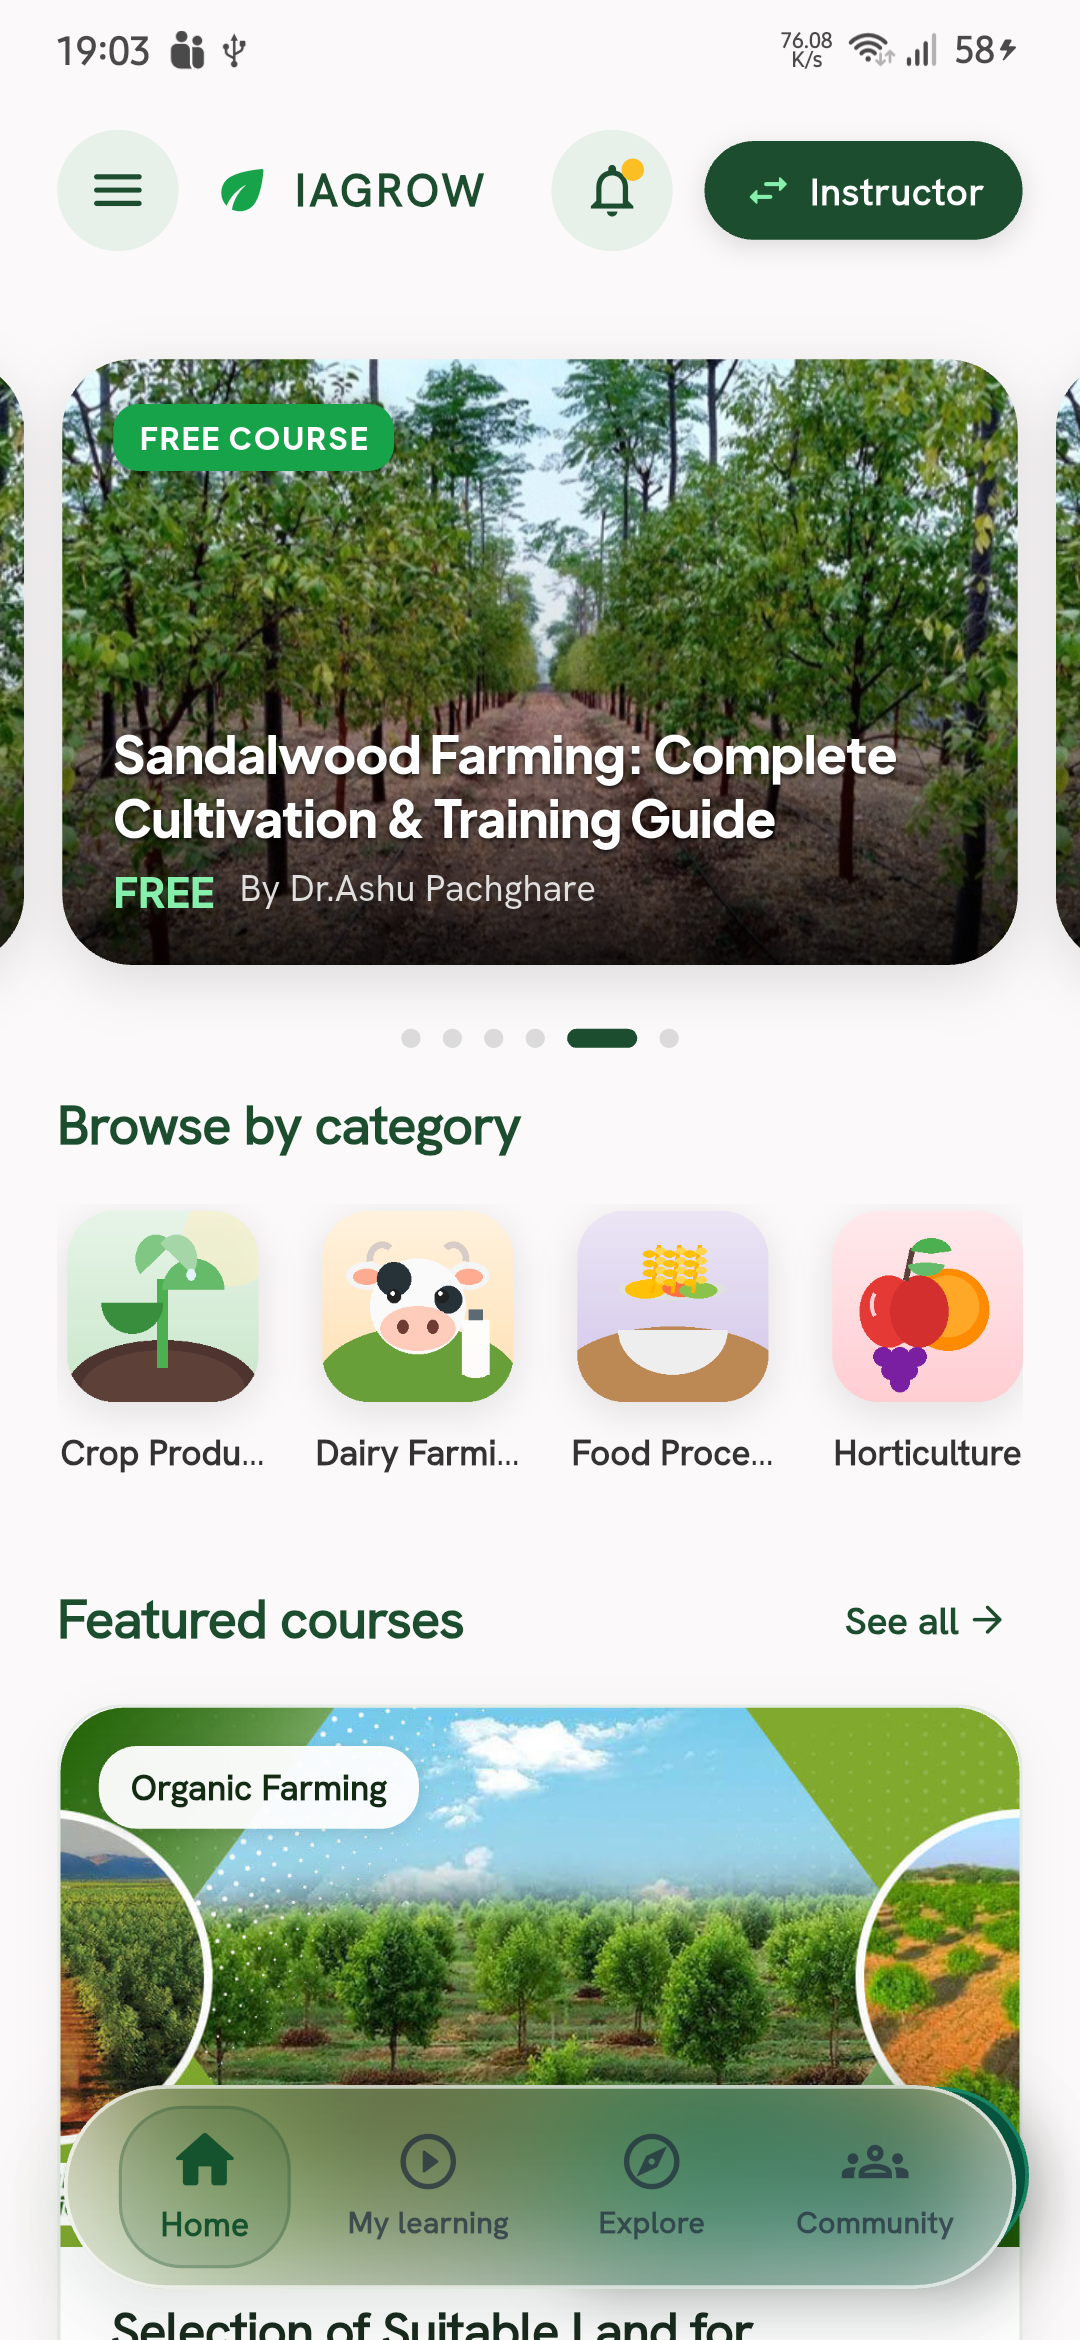 19:03
76.08
K/s
58
IAGROW
Instructor
FREE COURSE
Sandalwood Farming: Complete
Cultivation & Training Guide
FREE By Dr.Ashu Pachghare
Browse by category
Crop Produ... Dairy Farmi... Food Proce... Horticulture
Featured courses
See all
Organic Farming
Home My learning Explore Community
Selection of Suitable Land for